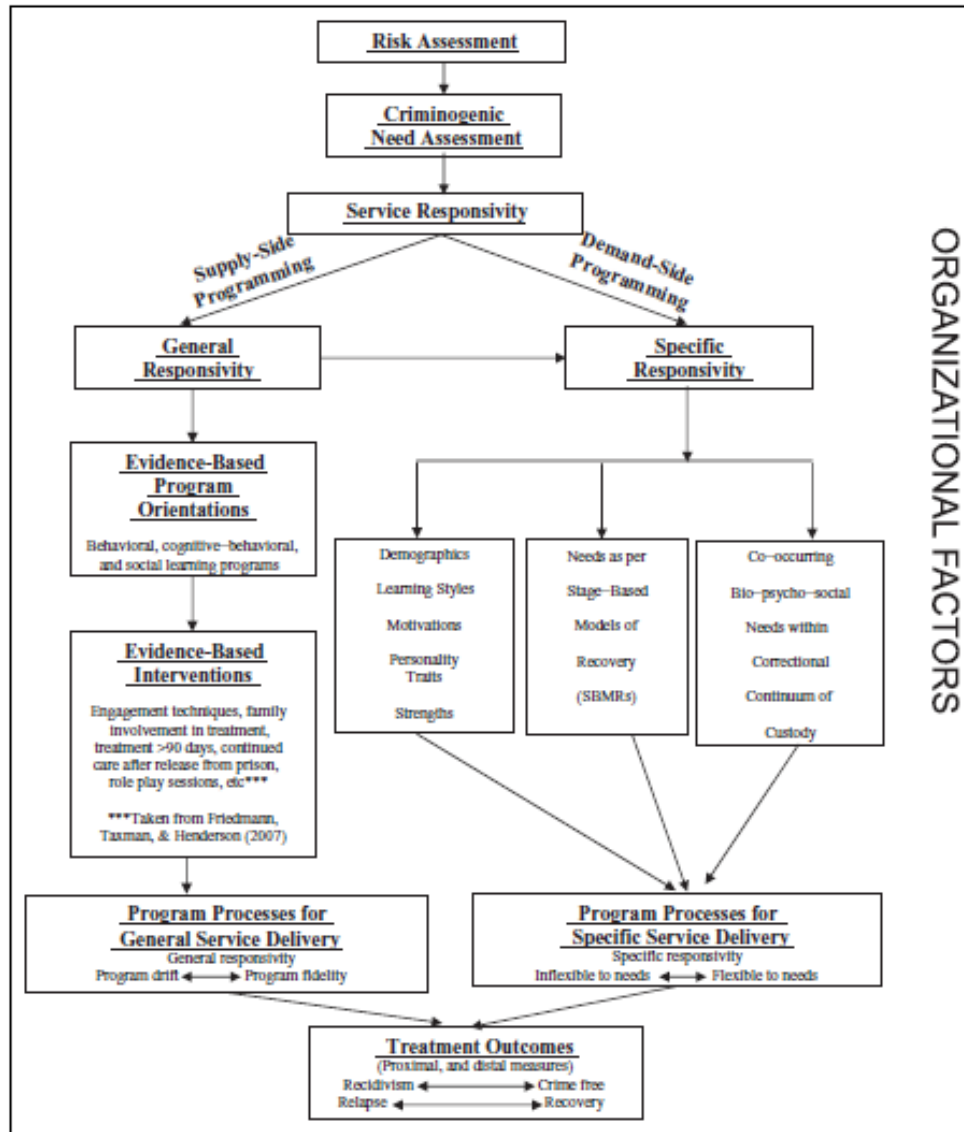 Risk Assessment
Criminogenic
Need Assessment
Service Responsivity
Supply-Side
Programming
Demand-Side
Programming
General
Responsivity
Specific
Responsivity
Evidence-Based
Program
Orientations
Behavioral, cognitive-behavioral,
and social learning programs
Evidence-Based
Interventions
Engagement techniques, family
involvement in treatment,
treatment >90 days, continued
care after release from prison,
role play sessions, etc***
***Taken from Friedmann,
Taxman, & Henderson (2007)
Demographics
Learning Styles
Motivations
Personality
Traits
Strengths
Needs as per
Stage-Based
Models of
Recovery
(SBMRs)
Co-occurring
Bio-psycho-social
Needs within
Correctional
Continuum of
Custody
Program Processes for
General Service Delivery
General responsivity
Program drift Program fidelity
Program Processes for
Specific Service Delivery
Specific responsivity
Inflexible to needs Flexible to needs
Treatment Outcomes
(Proximal, and distal measures)
Recidivism Crime free
Relapse Recovery
ORGANIZATIONAL FACTORS